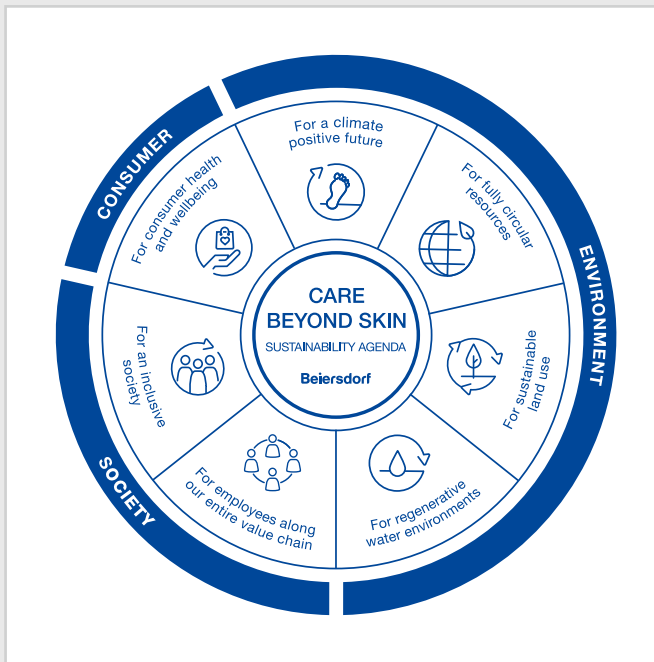 CARE
BEYOND SKIN
SUSTAINABILITY AGENDA
Beiersdorf
CONSUMER
For consumer health
and wellbeing
ENVIRONMENT
For a climate
positive future
For fully circular
resources
For sustainable
land use
For regenerative
water environments
SOCIETY
For employees along
our entire value chain
For an inclusive
society